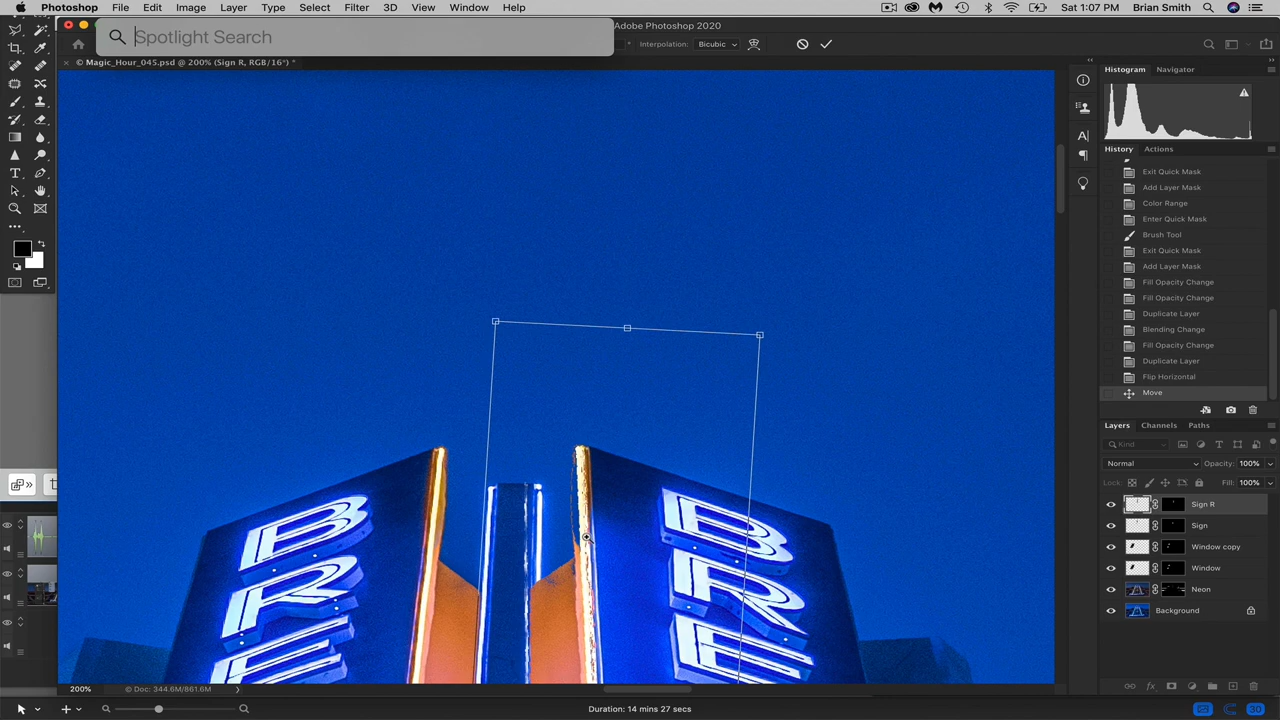 Photoshop File Edit Image Layer Type Select Filter 3D View Window Help Sat 1:07 PM Brian Smith
Spotlight Search
Adobe Photoshop 2020
Interpolation: Bicubic
© Magic_Hour_045.psd @ 200% (Sign R, RGB/16*) *
Histogram Navigator
History Actions
Exit Quick Mask
Add Layer Mask
Color Range
Enter Quick Mask
Brush Tool
Exit Quick Mask
Add Layer Mask
Fill Opacity Change
Fill Opacity Change
Duplicate Layer
Blending Change
Fill Opacity Change
Duplicate Layer
Flip Horizontal
Move
Layers Channels Paths
Kind
Normal Opacity: 100%
Lock: Fill: 100%
Sign R
Sign
Window copy
Window
Neon
Background
BRE
BRE
200% © Doc: 344.6M/861.6M
Duration: 14 mins 27 secs
3D